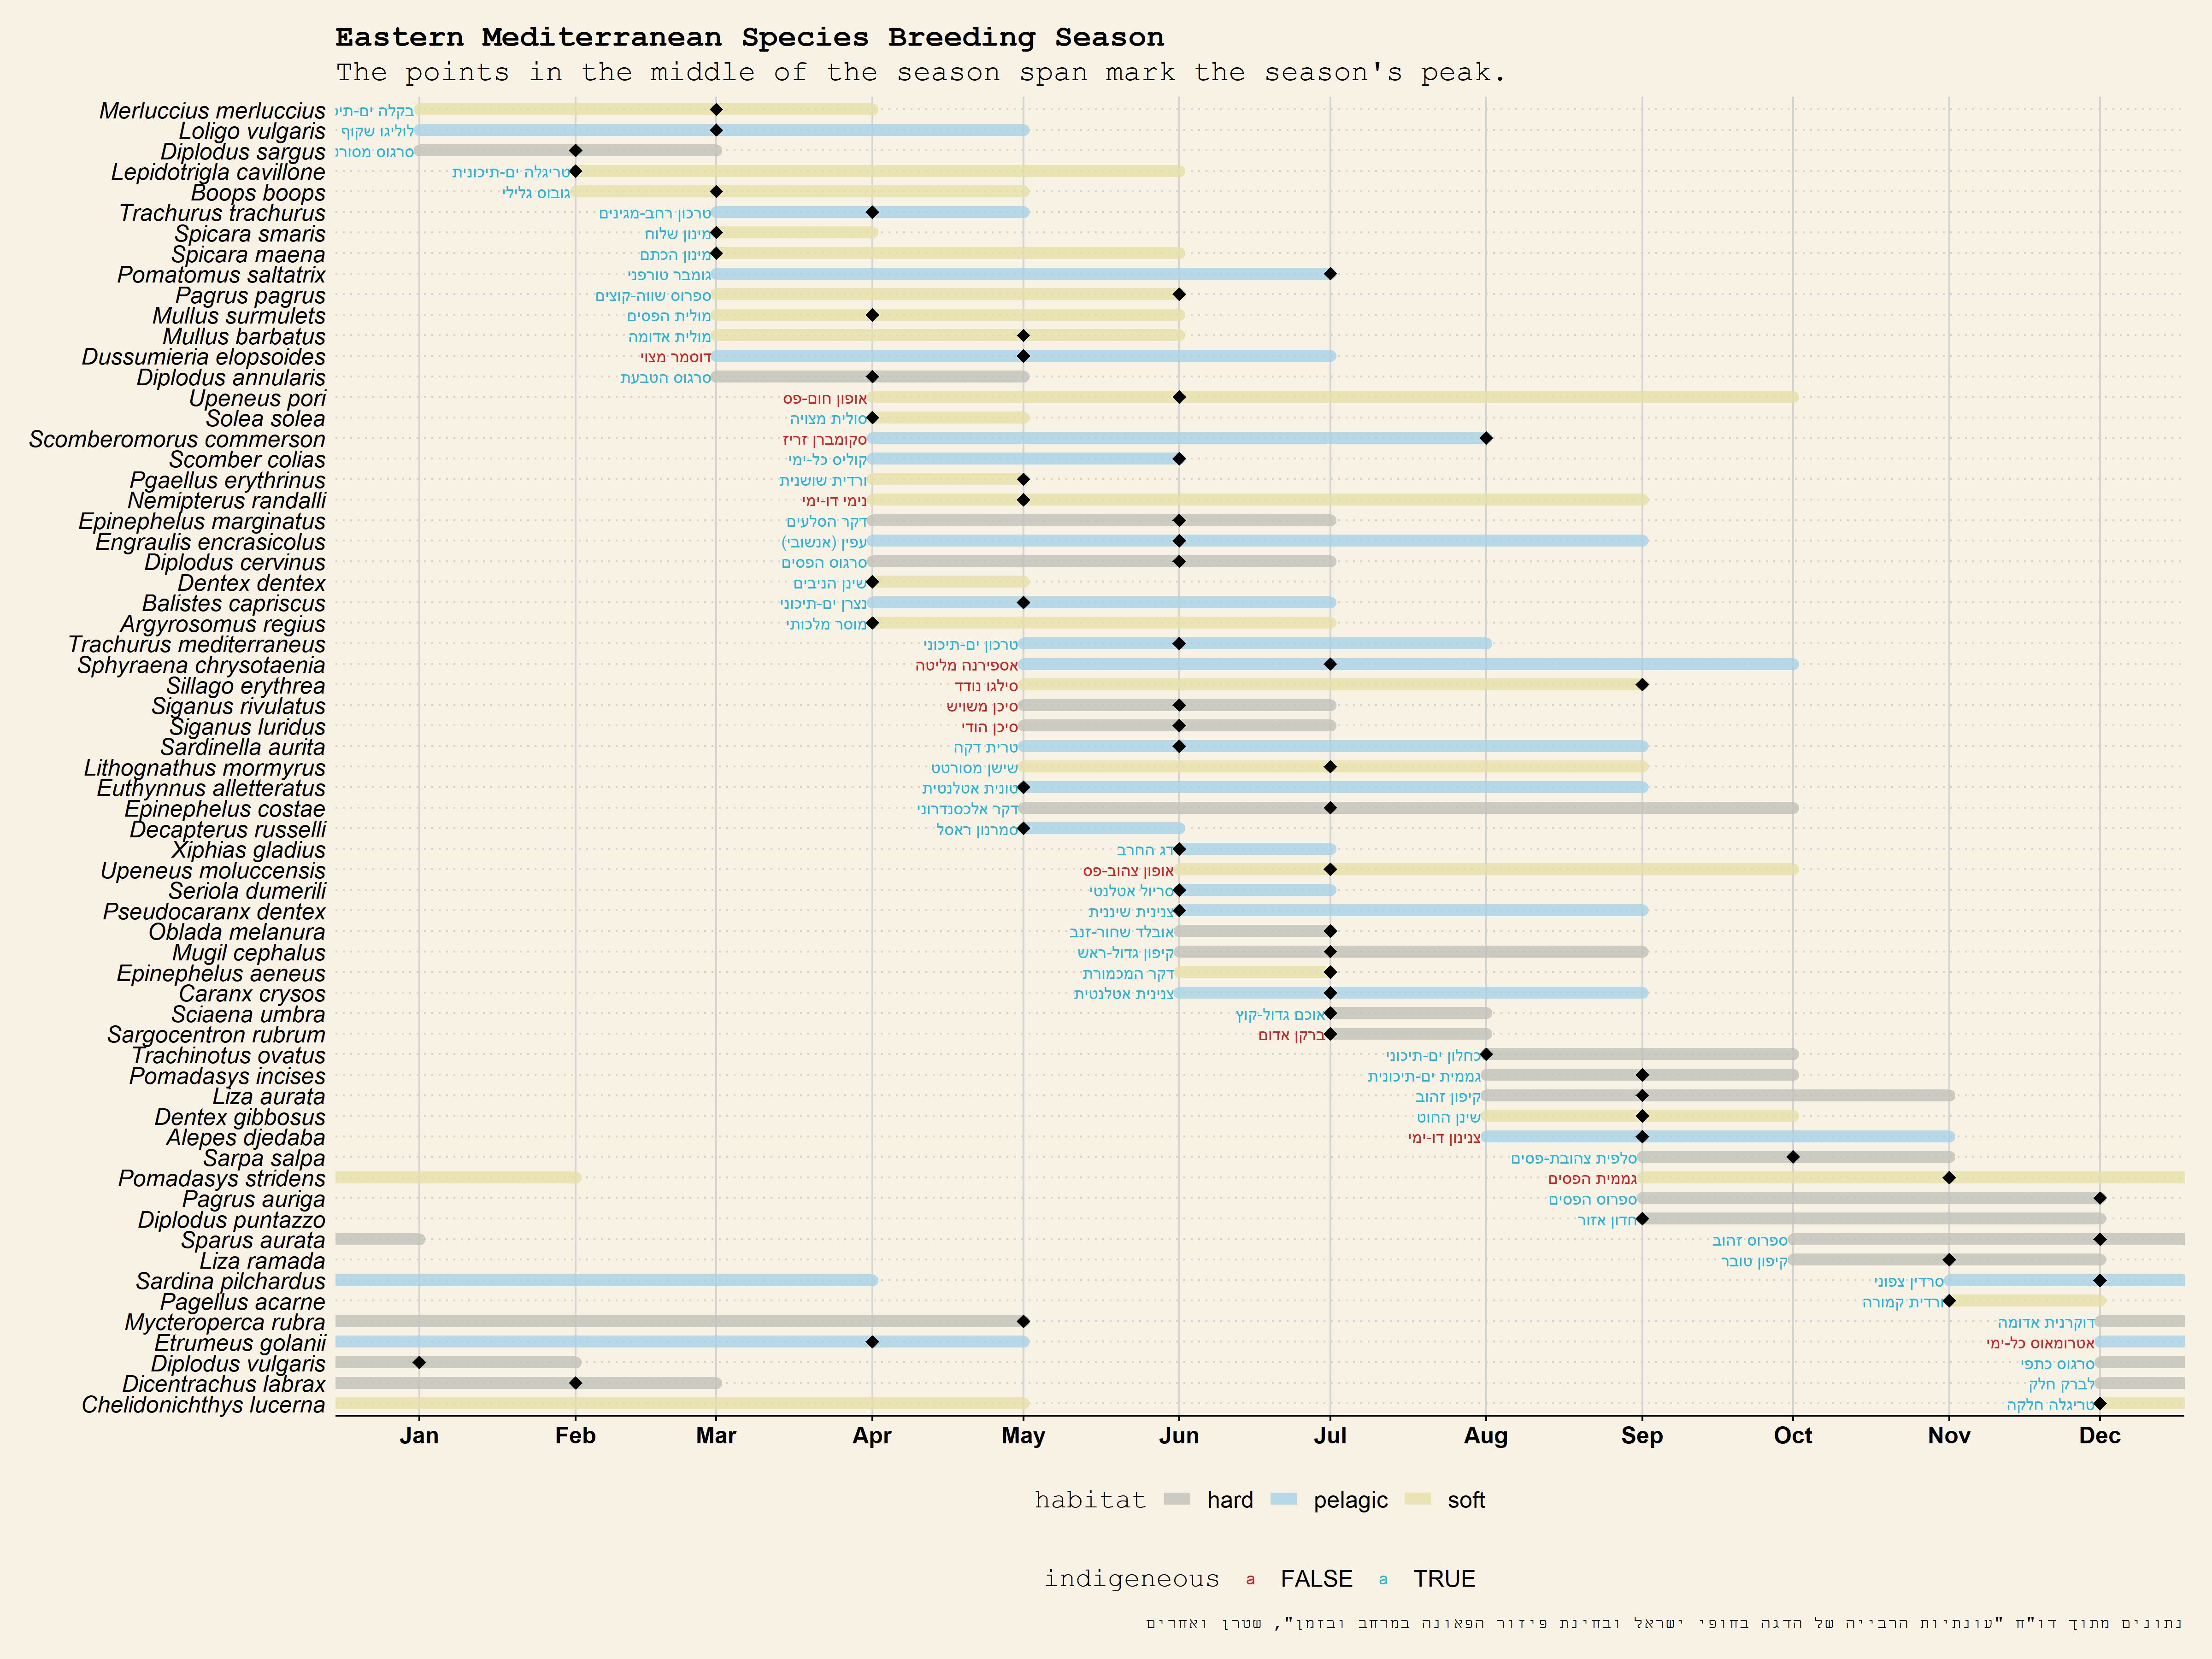 Eastern Mediterranean Species Breeding Season
The points in the middle of the season span mark the season's peak.
Merluccius merluccius בקלה ים-תיכ
Loligo vulgaris לוליגו שקוף
Diplodus sargus סרגוס מסורט
Lepidotrigla cavillone טריגלה ים-תיכונית
Boops boops גובוס גלילי
Trachurus trachurus טרכון רחב-מגינים
Spicara smaris מינון שלוח
Spicara maena מינון הכתם
Pomatomus saltatrix גומבר טורפני
Pagrus pagrus ספרוס שווה-קוצים
Mullus surmulets מולית הפסים
Mullus barbatus מולית אדומה
Dussumieria elopsoides דוסמר מצוי
Diplodus annularis סרגוס הטבעת
Upeneus pori אופון חום-פס
Solea solea סולית מצויה
Scomberomorus commerson סקומברן זריז
Scomber colias קוליס כל-ימי
Pgaellus erythrinus ורדית שושנית
Nemipterus randalli נימי דו-ימי
Epinephelus marginatus דקר הסלעים
Engraulis encrasicolus עפין (אנשובי)
Diplodus cervinus סרגוס הפסים
Dentex dentex שינן הניבים
Balistes capriscus נצרן ים-תיכוני
Argyrosomus regius מוסר מלכותי
Trachurus mediterraneus טרכון ים-תיכוני
Sphyraena chrysotaenia אספירנה מליטה
Sillago erythrea סילגו נודד
Siganus rivulatus סיכן משויש
Siganus luridus סיכן הודי
Sardinella aurita טרית דקה
Lithognathus mormyrus שישן מסורטט
Euthynnus alletteratus טונית אטלנטית
Epinephelus costae דקר אלכסנדרוני
Decapterus russelli סמרנון ראסל
Xiphias gladius דג החרב
Upeneus moluccensis אופון צהוב-פס
Seriola dumerili סריול אטלנטי
Pseudocaranx dentex צנינית שיננית
Oblada melanura אובלד שחור-זנב
Mugil cephalus קיפון גדול-ראש
Epinephelus aeneus דקר המכמורת
Caranx crysos צנינית אטלנטית
Sciaena umbra אוכם גדול-קוץ
Sargocentron rubrum ברקן אדום
Trachinotus ovatus כחלון ים-תיכוני
Pomadasys incises גממית ים-תיכונית
Liza aurata קיפון זהוב
Dentex gibbosus שינן החוט
Alepes djedaba צנינון דו-ימי
Sarpa salpa סלפית צהובת-פסים
Pomadasys stridens גממית הפסים
Pagrus auriga ספרוס הפסים
Diplodus puntazzo חדון אזור
Sparus aurata ספרוס זהוב
Liza ramada קיפון טובר
Sardina pilchardus סרדין צפוני
Pagellus acarne ורדית קמורה
Mycteroperca rubra דוקרנית אדומה
Etrumeus golanii אטרומאוס כל-ימי
Diplodus vulgaris סרגוס כתפי
Dicentrachus labrax לברק חלק
Chelidonichthys lucerna טריגלה חלקה
Jan Feb Mar Apr May Jun Jul Aug Sep Oct Nov Dec
habitat hard pelagic soft
indigeneous a FALSE a TRUE
נתונים מתוך דו"ח "עונתיות הרבייה של הדגה בחופי ישראל ובחינת פיזור הפאונה במרחב ובזמן", שטרן ואחרים